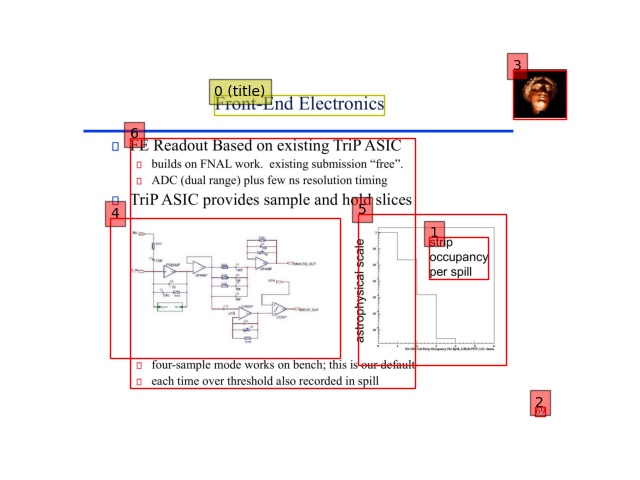 3
0 (title)
Front-End Electronics
6
FE Readout Based on existing TriP ASIC
builds on FNAL work. existing submission “free”.
ADC (dual range) plus few ns resolution timing
TriP ASIC provides sample and hold slices
4
5
1
strip
occupancy
per spill
astrophysical scale
four-sample mode works on bench; this is our default
each time over threshold also recorded in spill
2